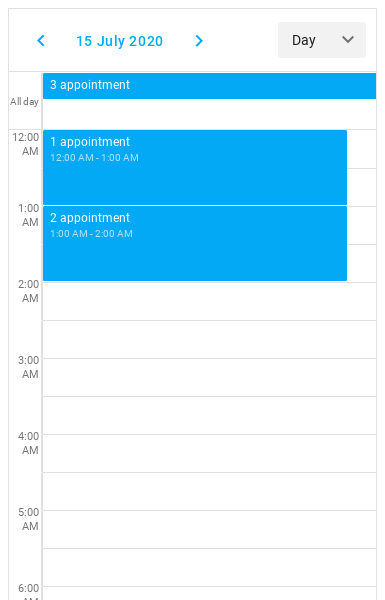 15 July 2020
Day
3 appointment
All day
12:00
AM
1 appointment
12:00 AM - 1:00 AM
1:00
AM
2 appointment
1:00 AM - 2:00 AM
2:00
AM
3:00
AM
4:00
AM
5:00
AM
6:00
AM